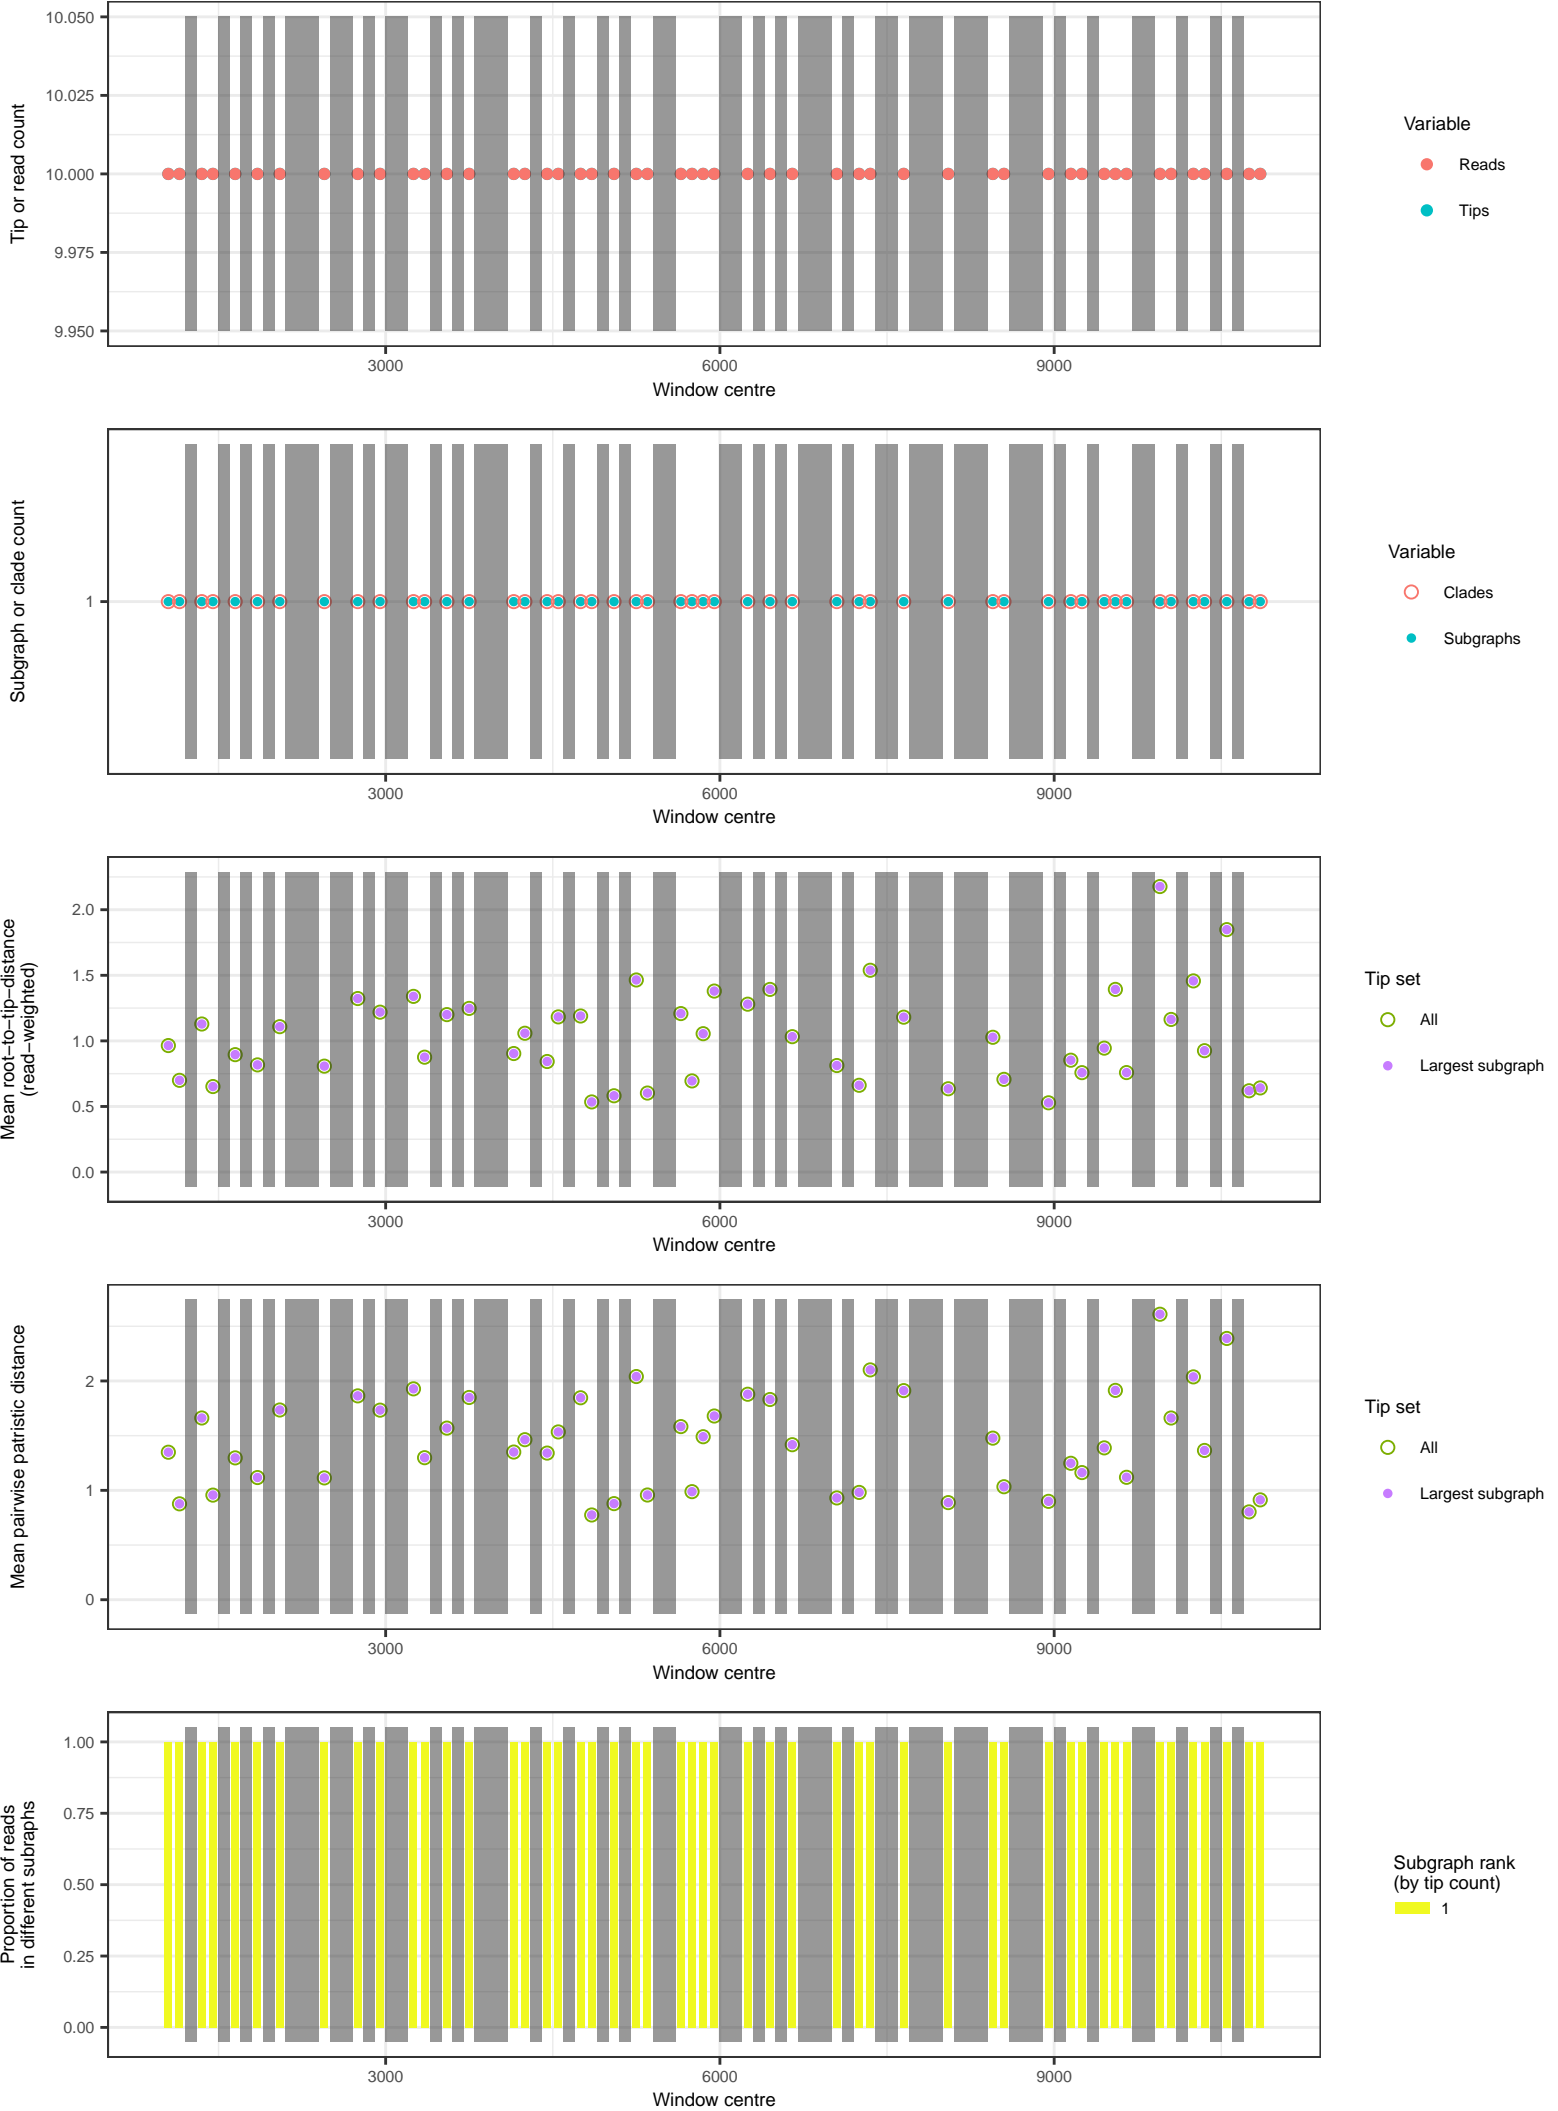 10.050
10.025
10.000
9.975
9.950
Tip or read count
3000
6000
9000
Window centre
Variable
Reads
Tips
Subgraph or clade count
1
3000
6000
9000
Window centre
Variable
Clades
Subgraphs
Mean root−to−tip−distance
(read−weighted)
2.0
1.5
1.0
0.5
0.0
3000
6000
9000
Window centre
Tip set
All
Largest subgraph
Mean pairwise patristic distance
2
1
0
3000
6000
9000
Window centre
Tip set
All
Largest subgraph
Proportion of reads
in different subraphs
1.00
0.75
0.50
0.25
0.00
3000
6000
9000
Window centre
Subgraph rank
(by tip count)
1